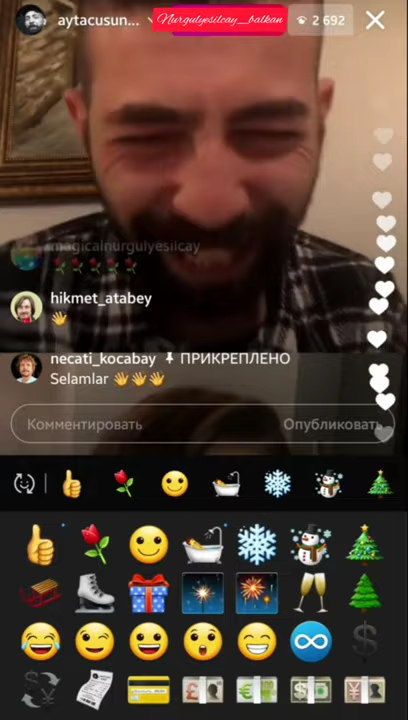 aytacusun...
Nurgulyesilcay_balkan
2 692
magicalnurgulyesilcay
hikmet_atabey
necati_kocabay ПРИКРЕПЛЕНО
Selamlar
Комментировать
Опубликовать